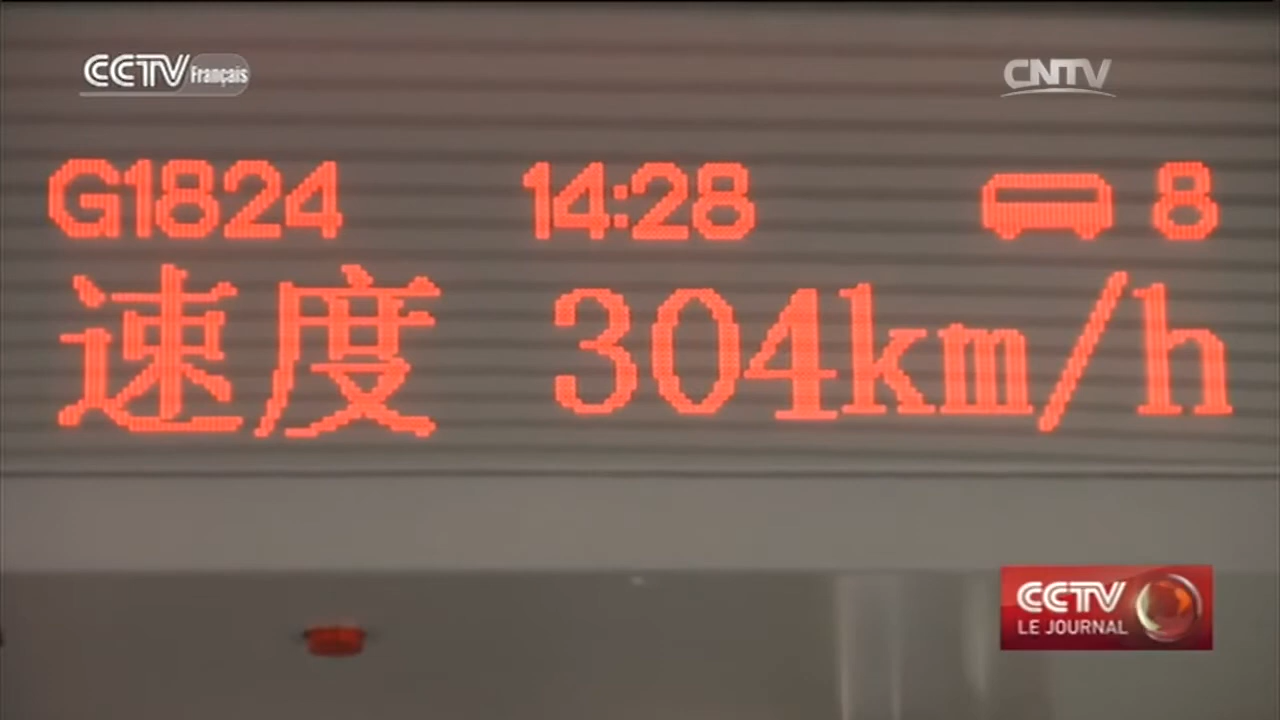 CCTV Français
CNTV
G1824 14:28 8
速度 304km/h
CCTV
LE JOURNAL